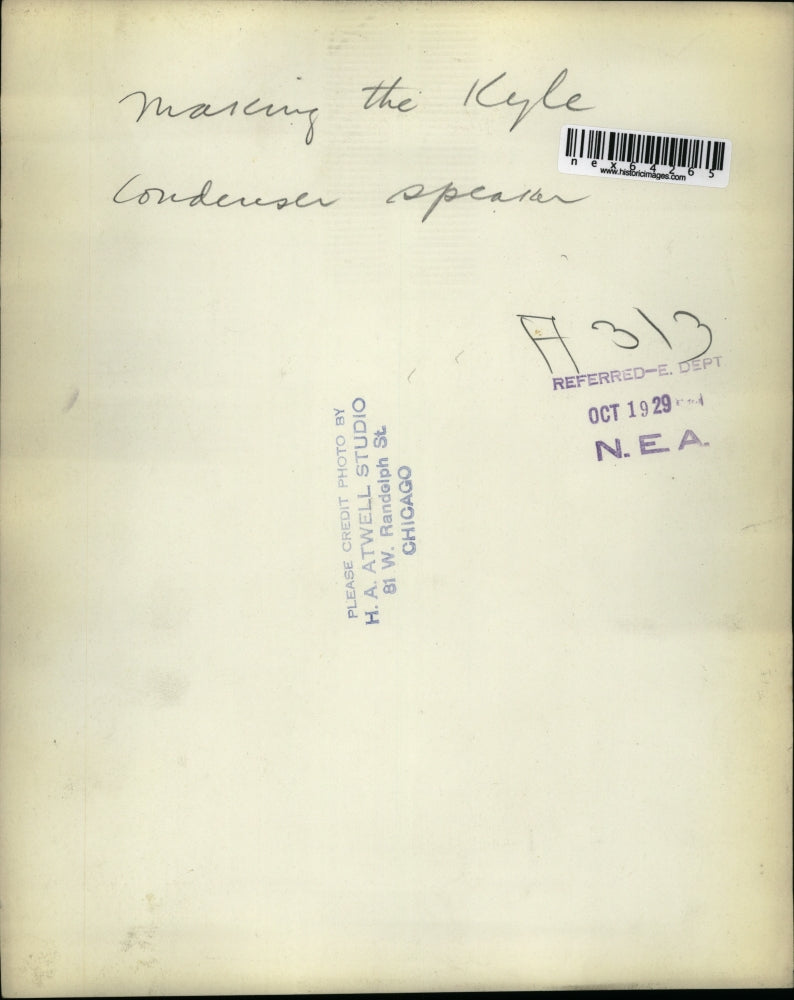 Making the Kyle
Condenser speaker
nex64265
www.historicimages.com
A 313
REFERRED—E. DEPT
OCT 1929
N. E. A.
PLEASE CREDIT PHOTO BY
H. A. ATWELL STUDIO
81 W. Randolph St.
CHICAGO